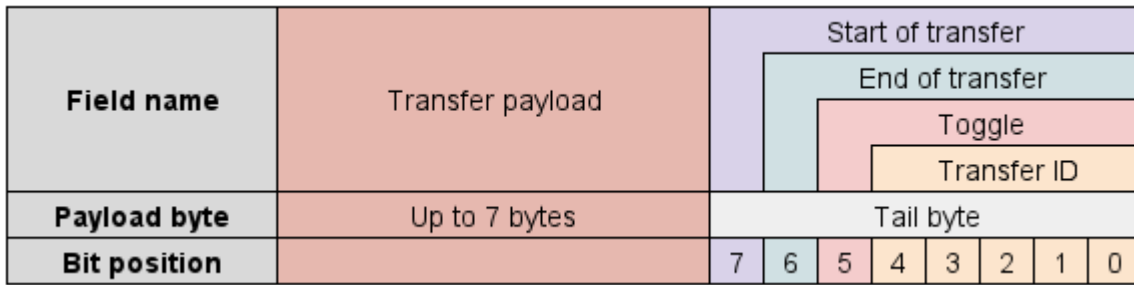 Start of transfer
End of transfer
Field name Transfer payload
Toggle
Transfer ID
Payload byte Up to 7 bytes Tail byte
Bit position 7 6 5 4 3 2 1 0